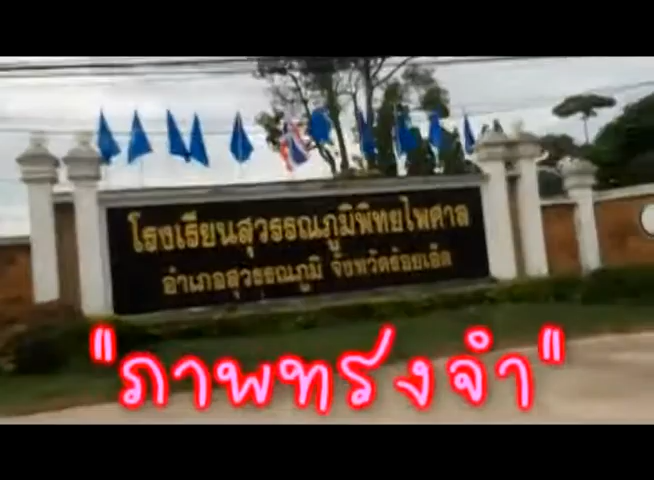 โรงเรียนสุวรรณภูมิพิทยไพศาล
อำเภอสุวรรณภูมิ จังหวัดร้อยเอ็ด
"ภาพทรงจำ"